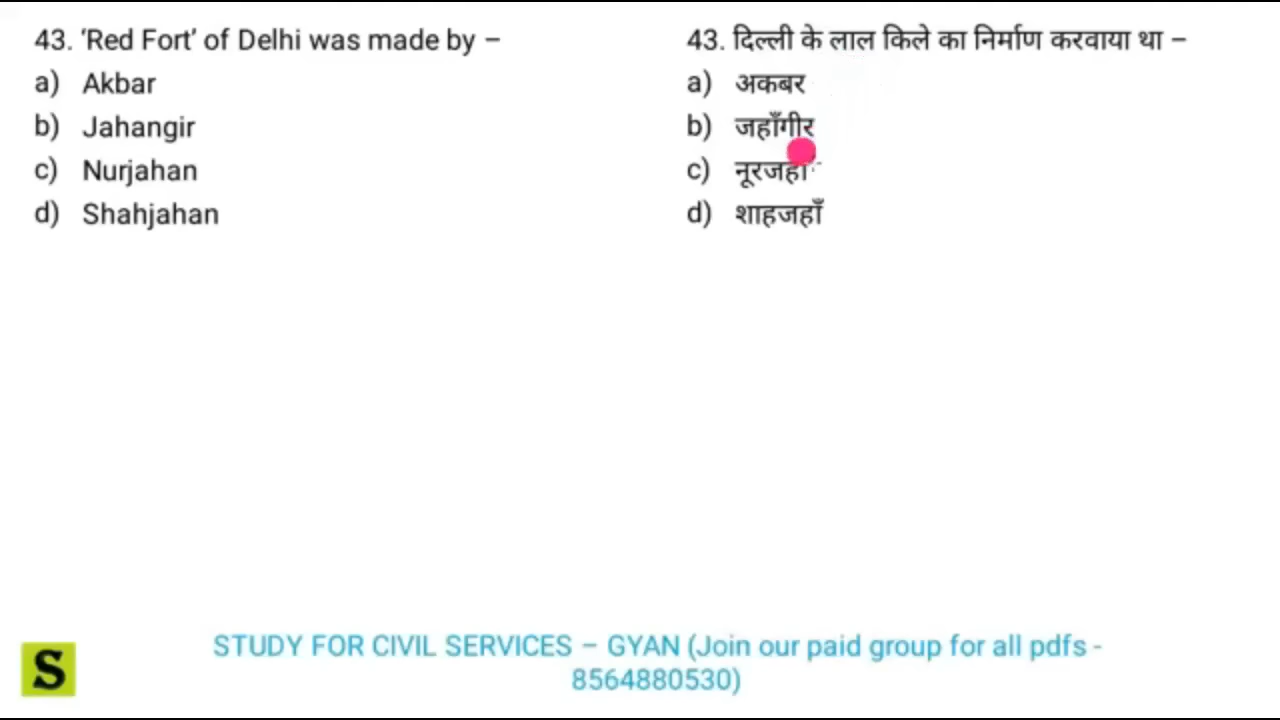 43. ‘Red Fort’ of Delhi was made by –
a) Akbar
b) Jahangir
c) Nurjahan
d) Shahjahan
43. दिल्ली के लाल किले का निर्माण करवाया था –
a) अकबर
b) जहाँगीर
c) नूरजहाँ
d) शाहजहाँ
S
STUDY FOR CIVIL SERVICES – GYAN (Join our paid group for all pdfs -
8564880530)